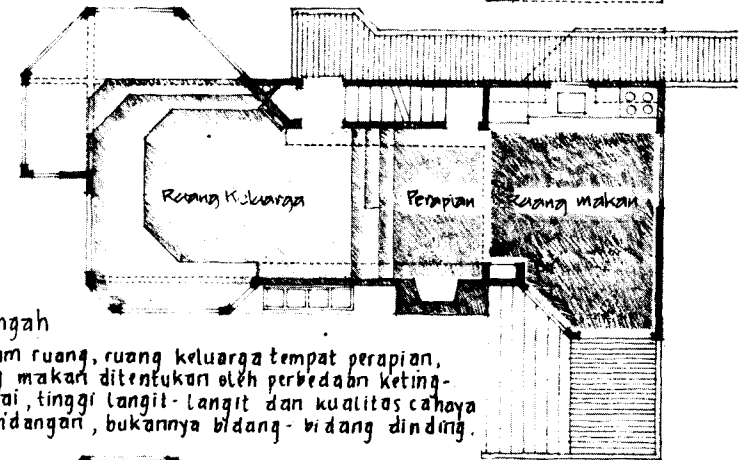 Ruang Keluarga
Perapian
Ruang makan
ngah
m ruang, ruang keluarga tempat perapian,
makan ditentukan oleh perbedaan keting-
ai, tinggi langit-langit dan kualitas cahaya
idangan, bukannya bidang-bidang dinding.